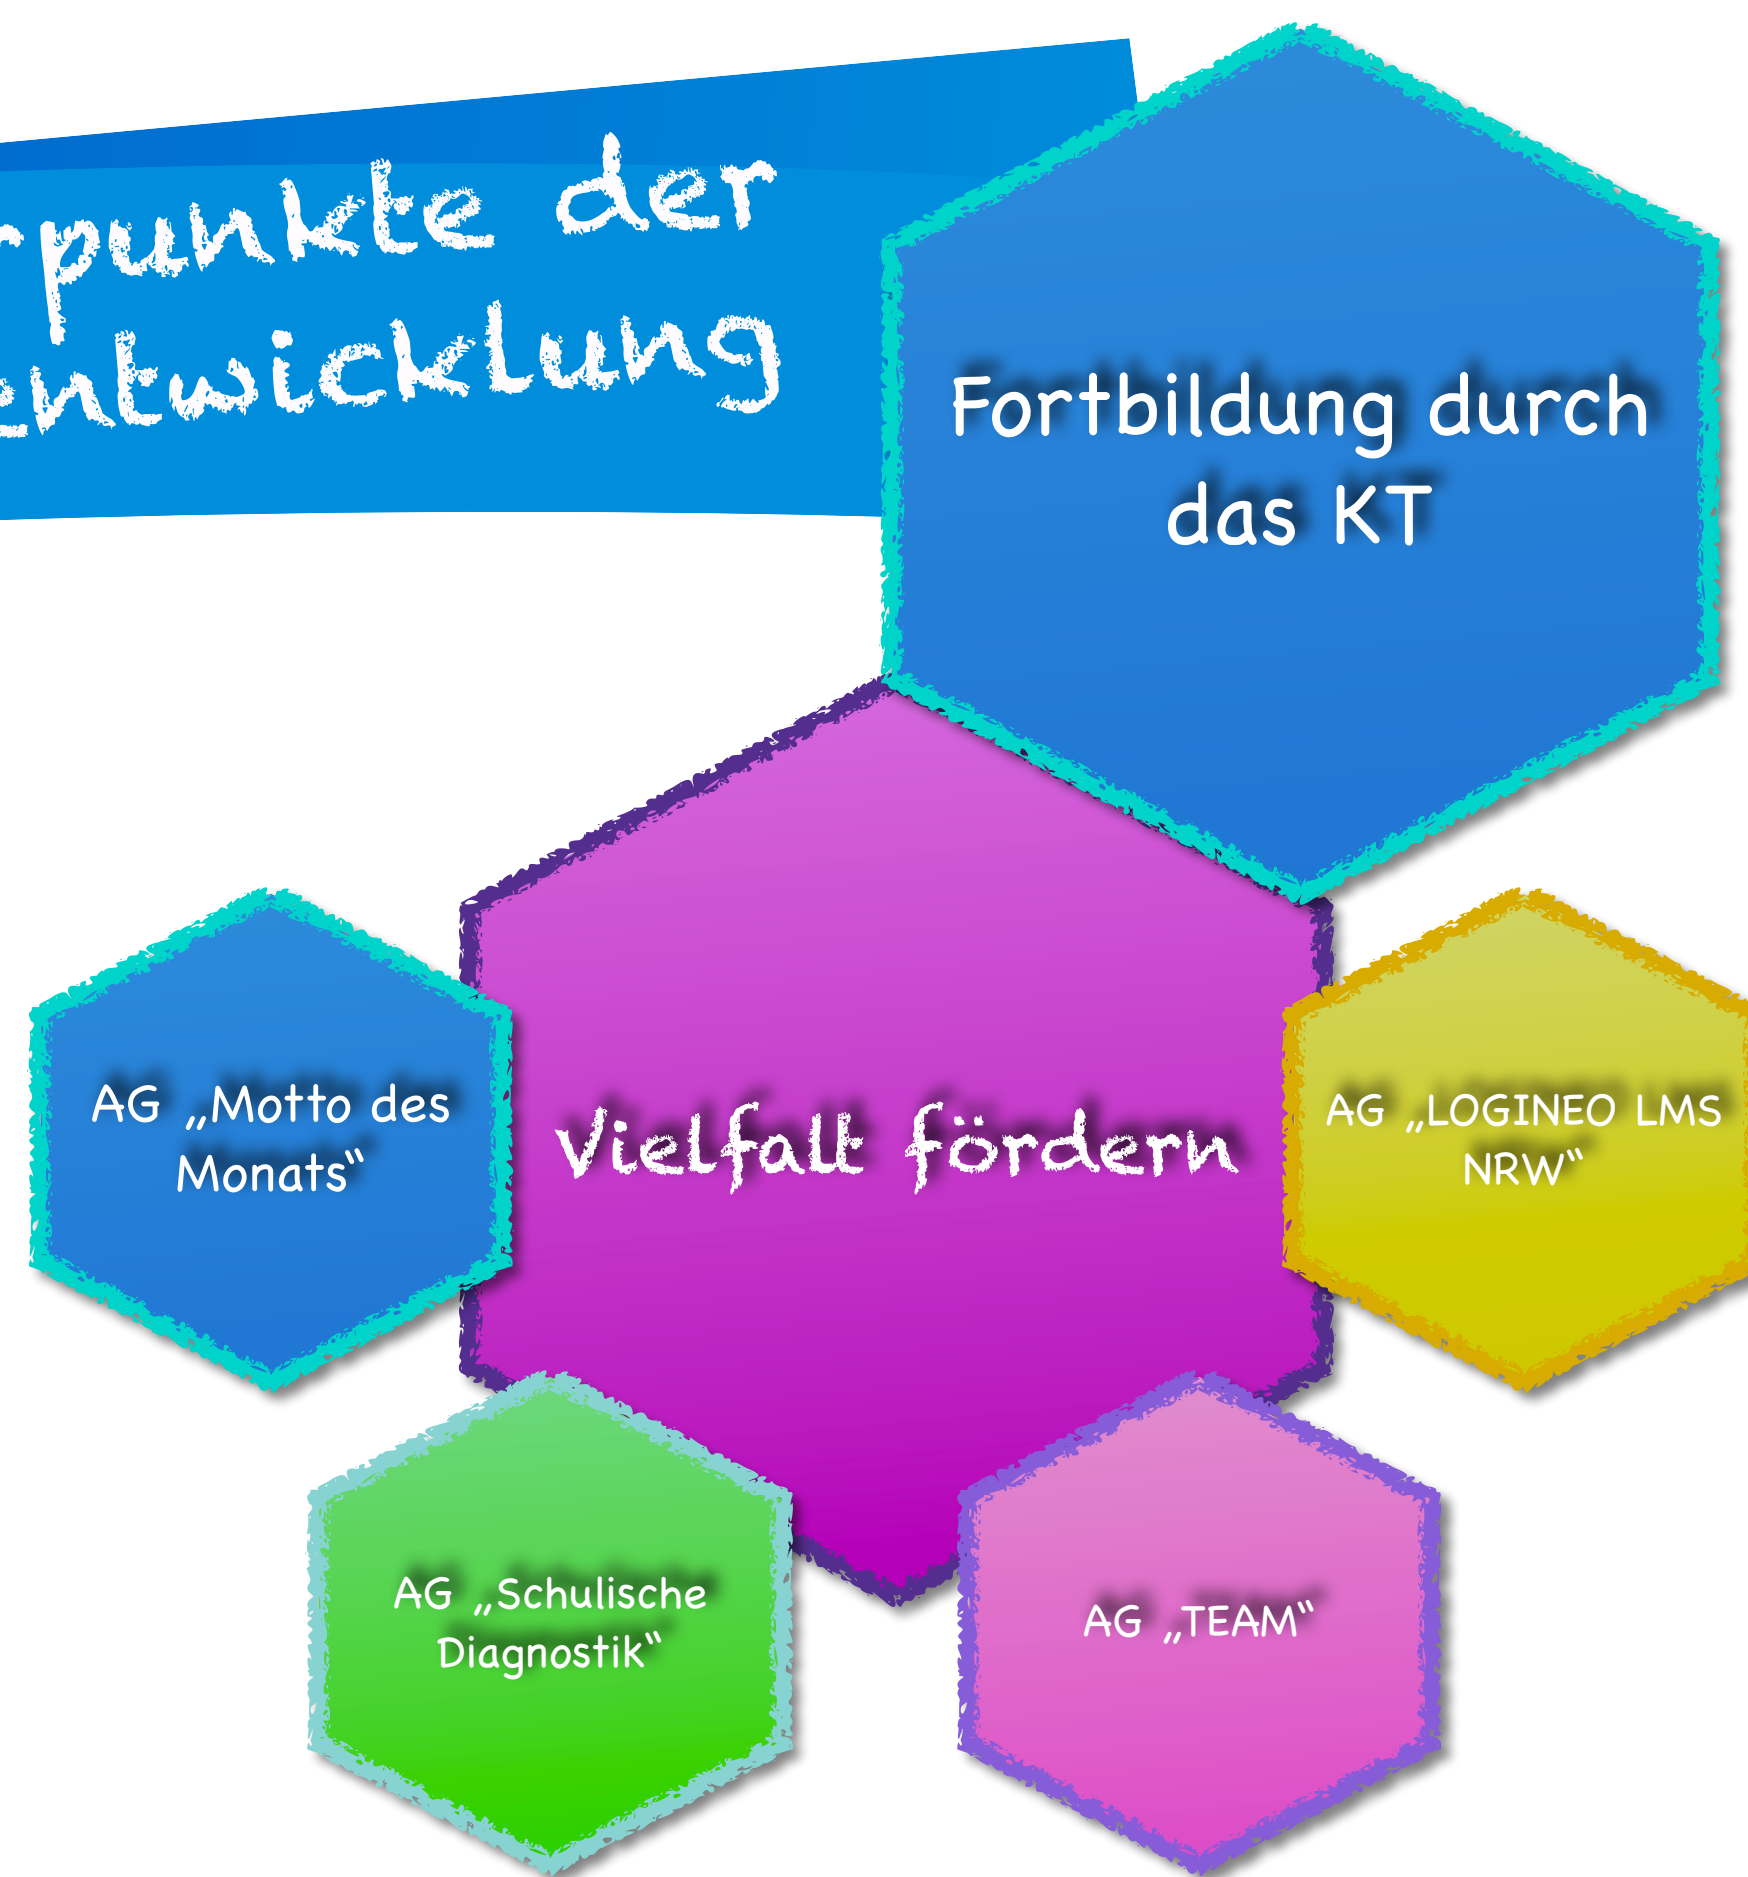 rpunkte der
entwicklung
Fortbildung durch
das KT
AG „Motto des
Monats“
Vielfalt fördern
AG „LOGINEO LMS
NRW“
AG „Schulische
Diagnostik“
AG „TEAM“